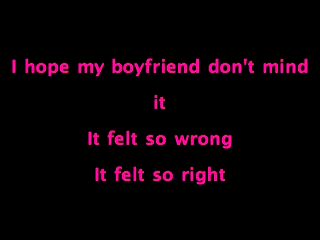 I hope my boyfriend don't mind
it
It felt so wrong
It felt so right